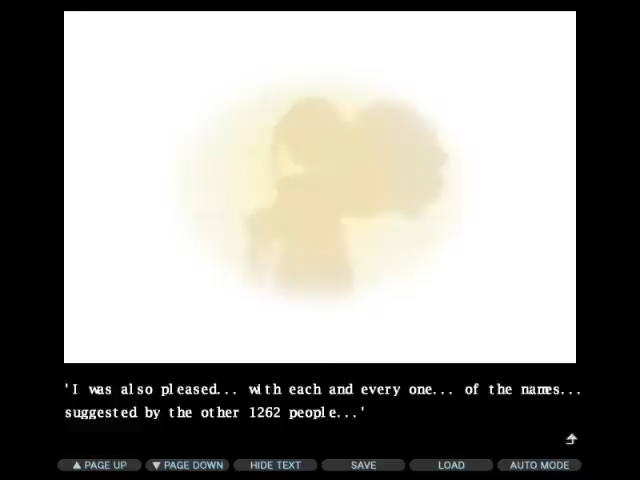 'I was also pleased... with each and every one... of the names...
suggested by the other 1262 people...'
▲ PAGE UP ▼ PAGE DOWN HIDE TEXT SAVE LOAD AUTO MODE